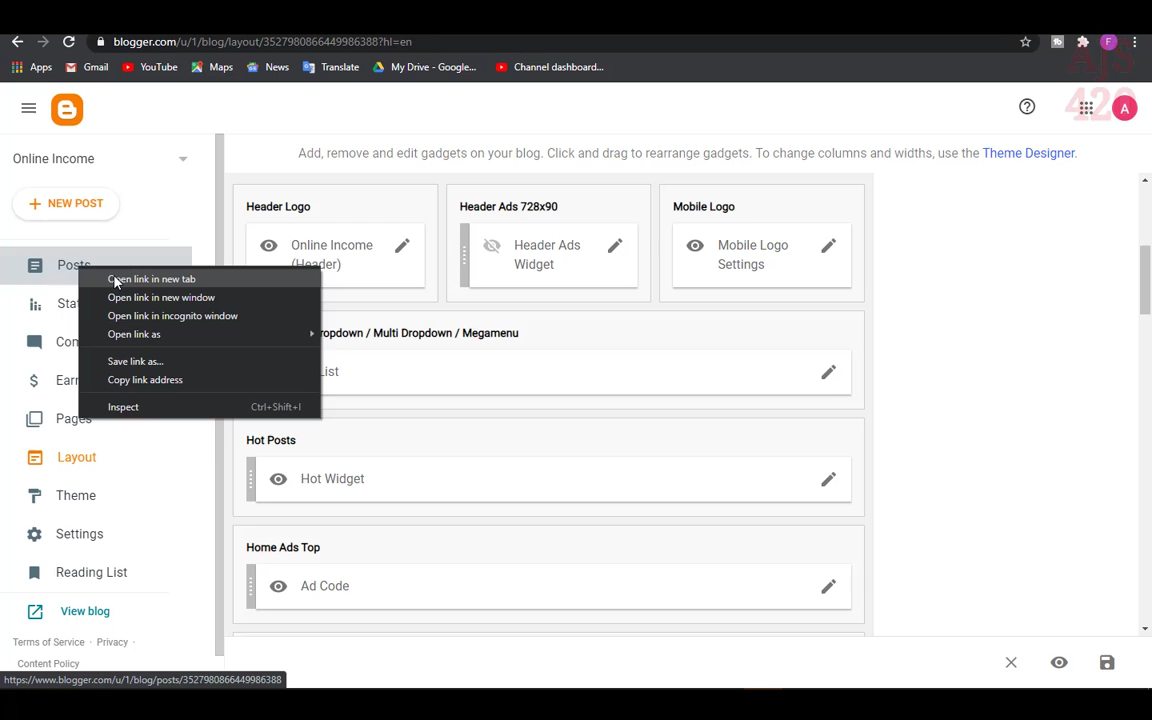 blogger.com/u/1/blog/layout/3527980866449986388?hl=en
Apps
Gmail
YouTube
Maps
News
Translate
My Drive - Google...
Channel dashboard...
F
AJS
420
A
Online Income
Add, remove and edit gadgets on your blog. Click and drag to rearrange gadgets. To change columns and widths, use the Theme Designer.
+ NEW POST
Header Logo
Header Ads 728x90
Mobile Logo
Online Income
(Header)
Header Ads
Widget
Mobile Logo
Settings
Posts
Open link in new tab
Open link in new window
Open link in incognito window
Open link as
Save link as...
Copy link address
Inspect Ctrl+Shift+I
Stat
Com
Earn
Pages
Layout
Theme
Settings
Reading List
View blog
ropdown / Multi Dropdown / Megamenu
List
Hot Posts
Hot Widget
Home Ads Top
Ad Code
Terms of Service · Privacy ·
Content Policy
https://www.blogger.com/u/1/blog/posts/3527980866449986388